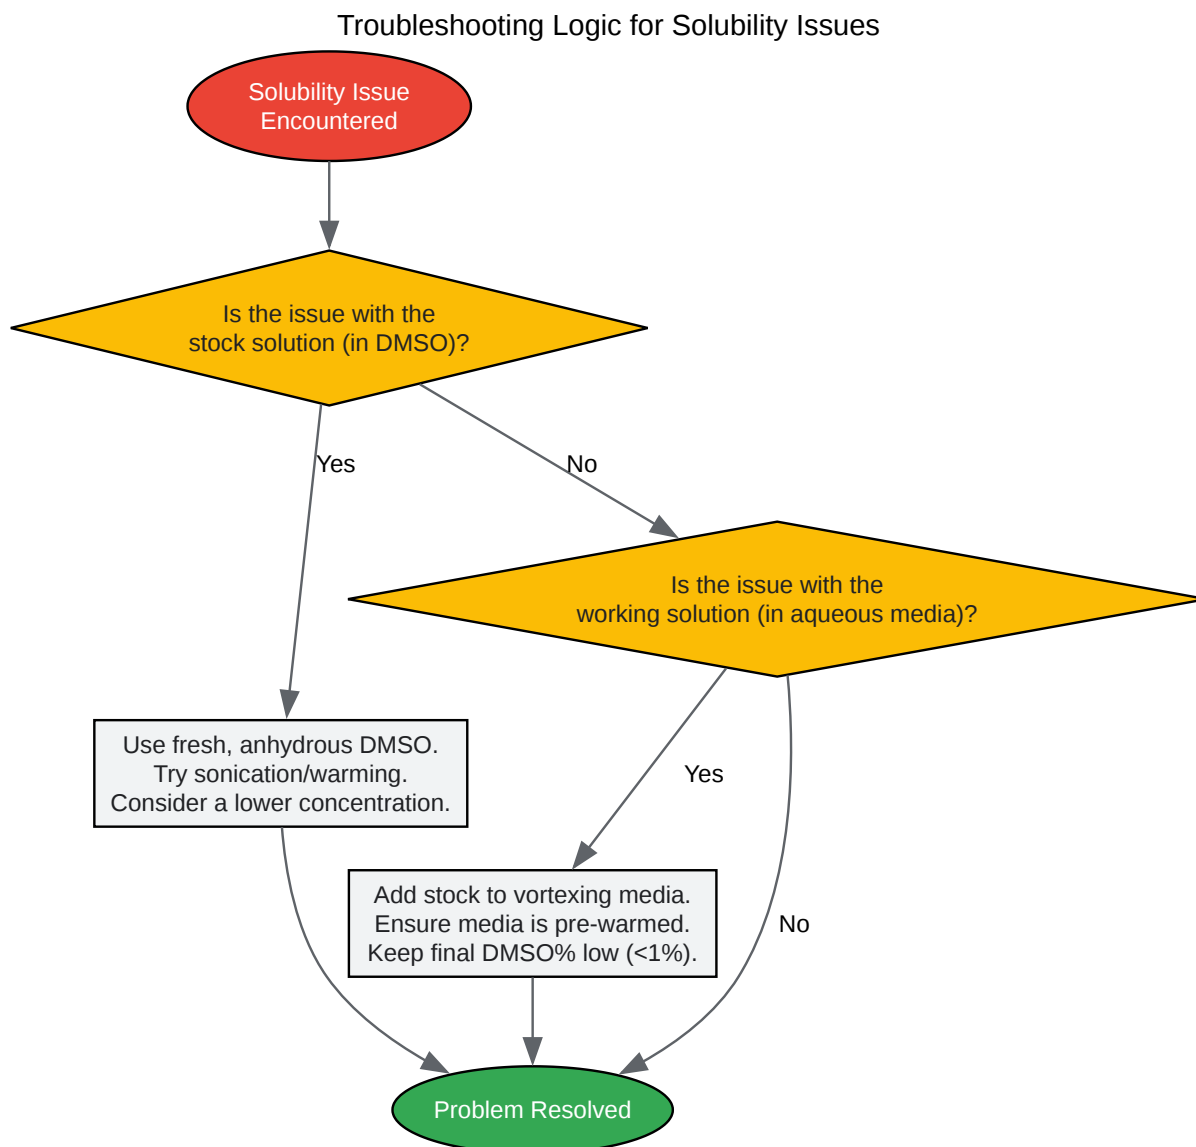 Troubleshooting Logic for Solubility Issues
Solubility Issue
Encountered
Is the issue with the
stock solution (in DMSO)?
Yes
No
Is the issue with the
working solution (in aqueous media)?
Use fresh, anhydrous DMSO.
Try sonication/warming.
Consider a lower concentration.
Yes
Add stock to vortexing media.
Ensure media is pre-warmed.
Keep final DMSO% low (<1%).
No
Problem Resolved